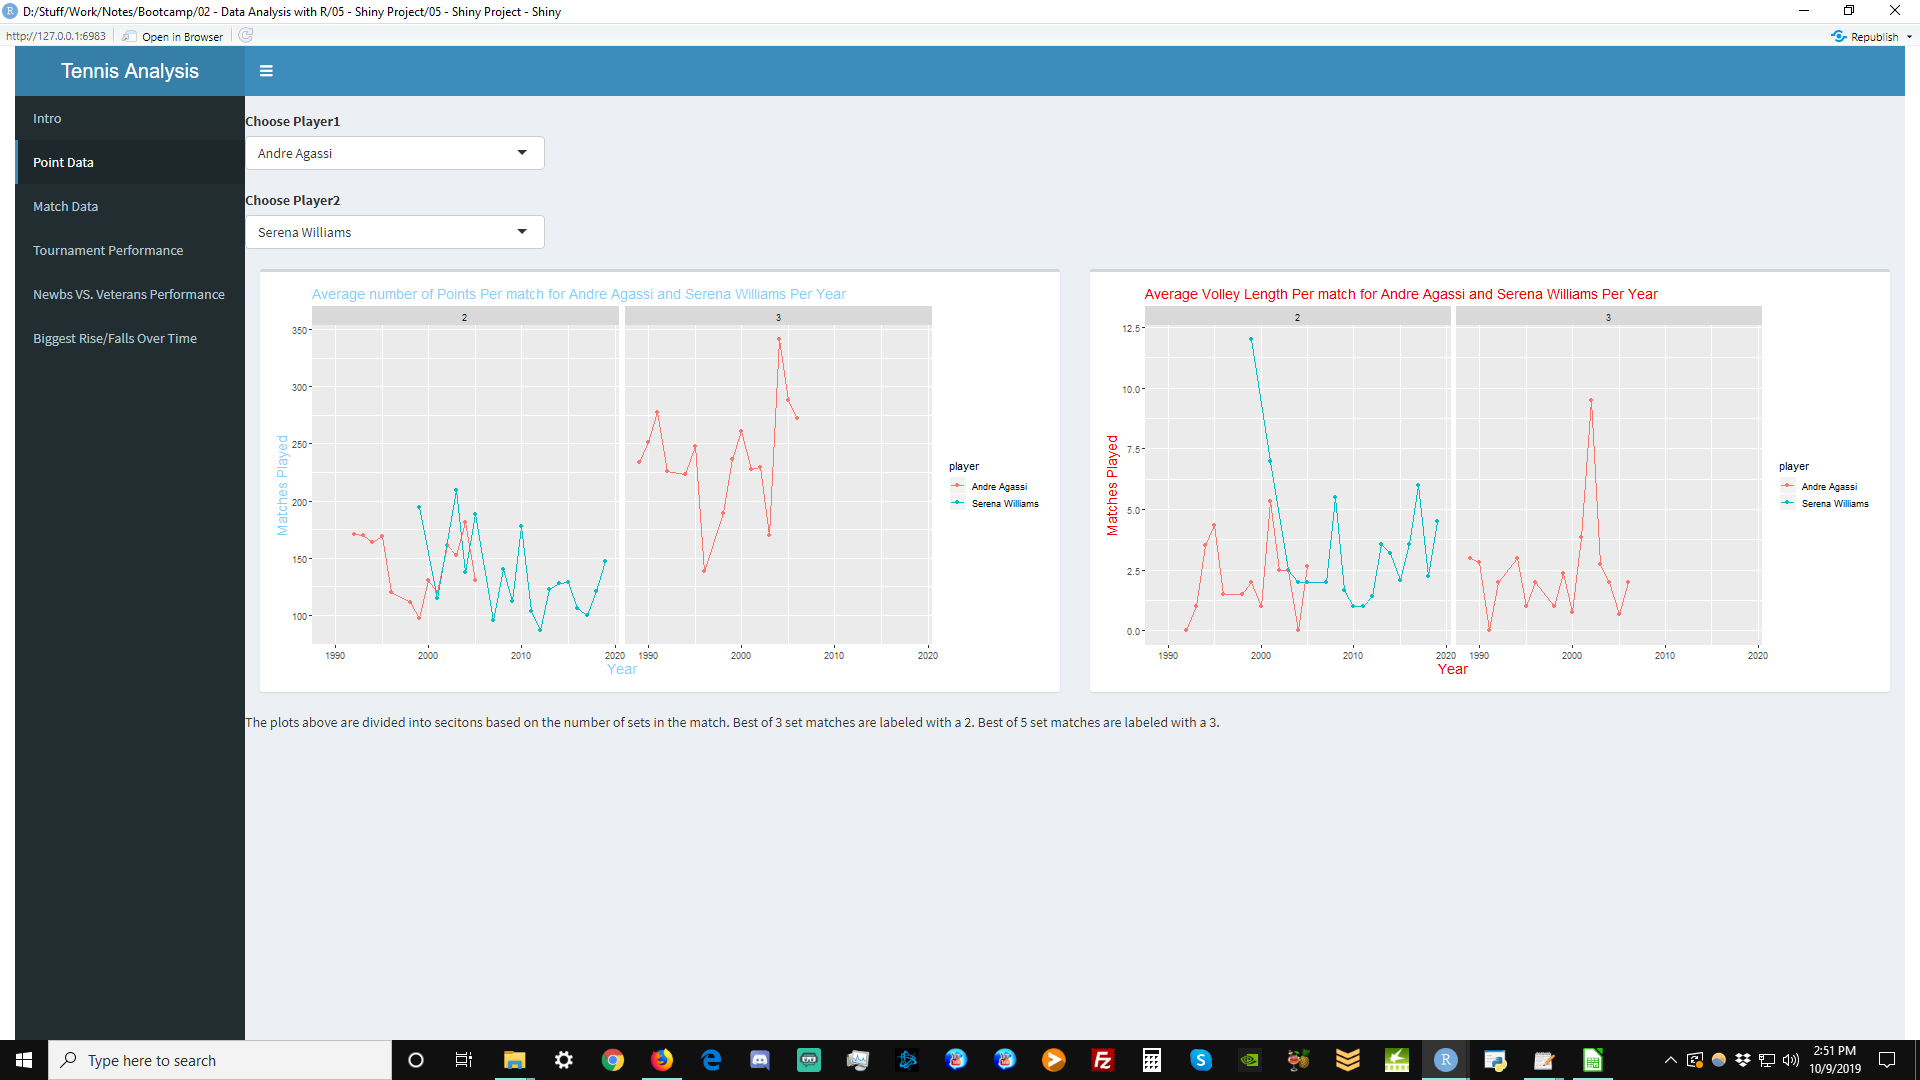 D:/Stuff/Work/Notes/Bootcamp/02 - Data Analysis with R/05 - Shiny Project/05 - Shiny Project - Shiny
http://127.0.0.1:6983 Open in Browser Republish
Tennis Analysis
Intro
Point Data
Match Data
Tournament Performance
Newbs VS. Veterans Performance
Biggest Rise/Falls Over Time
Choose Player1
Andre Agassi
Choose Player2
Serena Williams
Average number of Points Per match for Andre Agassi and Serena Williams Per Year
2 3
350
300
250
200
150
100
Matches Played
1990 2000 2010 2020 1990 2000 2010 2020
Year
player
Andre Agassi
Serena Williams
Average Volley Length Per match for Andre Agassi and Serena Williams Per Year
2 3
12.5
10.0
7.5
5.0
2.5
0.0
Matches Played
1990 2000 2010 2020 1990 2000 2010 2020
Year
player
Andre Agassi
Serena Williams
The plots above are divided into secitons based on the number of sets in the match. Best of 3 set matches are labeled with a 2. Best of 5 set matches are labeled with a 3.
Type here to search
2:51 PM
10/9/2019